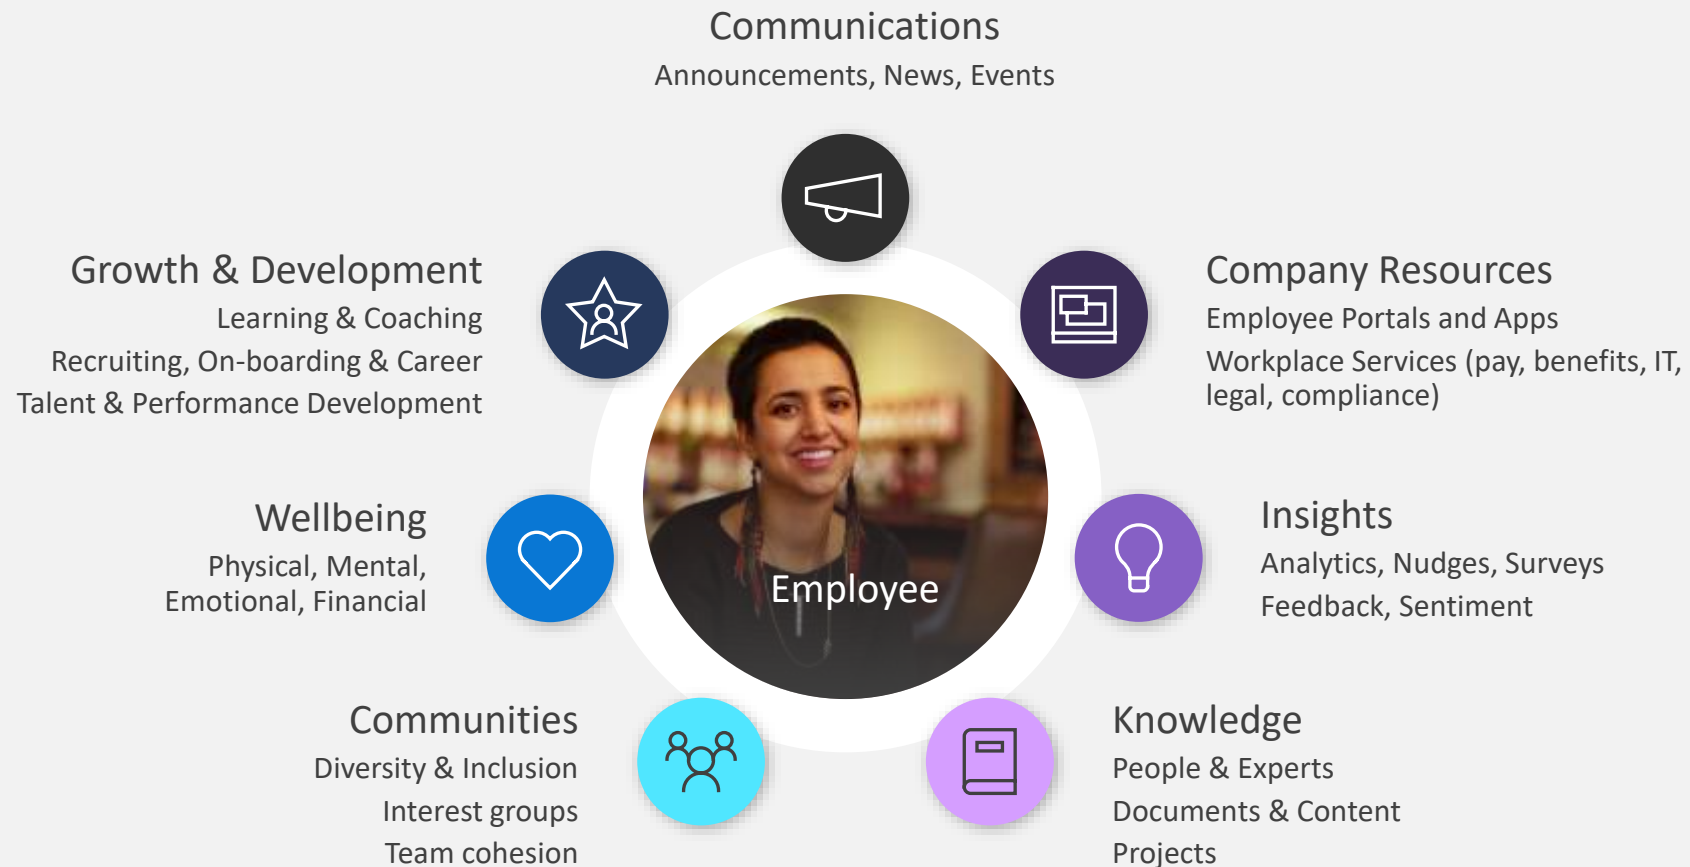 Communications
Announcements, News, Events
Growth & Development
Learning & Coaching
Recruiting, On-boarding & Career
Talent & Performance Development
Company Resources
Employee Portals and Apps
Workplace Services (pay, benefits, IT,
legal, compliance)
Wellbeing
Physical, Mental,
Emotional, Financial
Employee
Insights
Analytics, Nudges, Surveys
Feedback, Sentiment
Communities
Diversity & Inclusion
Interest groups
Team cohesion
Knowledge
People & Experts
Documents & Content
Projects